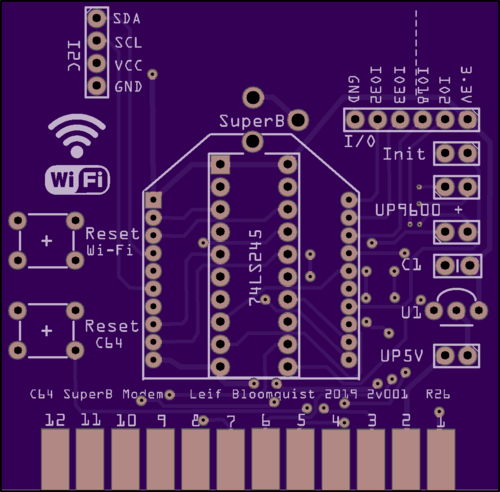 SDA
SCL
VCC
GND
I2C
GND
IO32
IO33
IO18
IO2
3.3V
I/O
SuperB
Init
WiFi
UP9600 +
Reset
Wi-Fi
74LS245
C1
U1
Reset
C64
UP5V
C64 SuperB Modem Leif Bloomquist 2019 2v001 R26
12 11 10 9 8 7 6 5 4 3 2 1